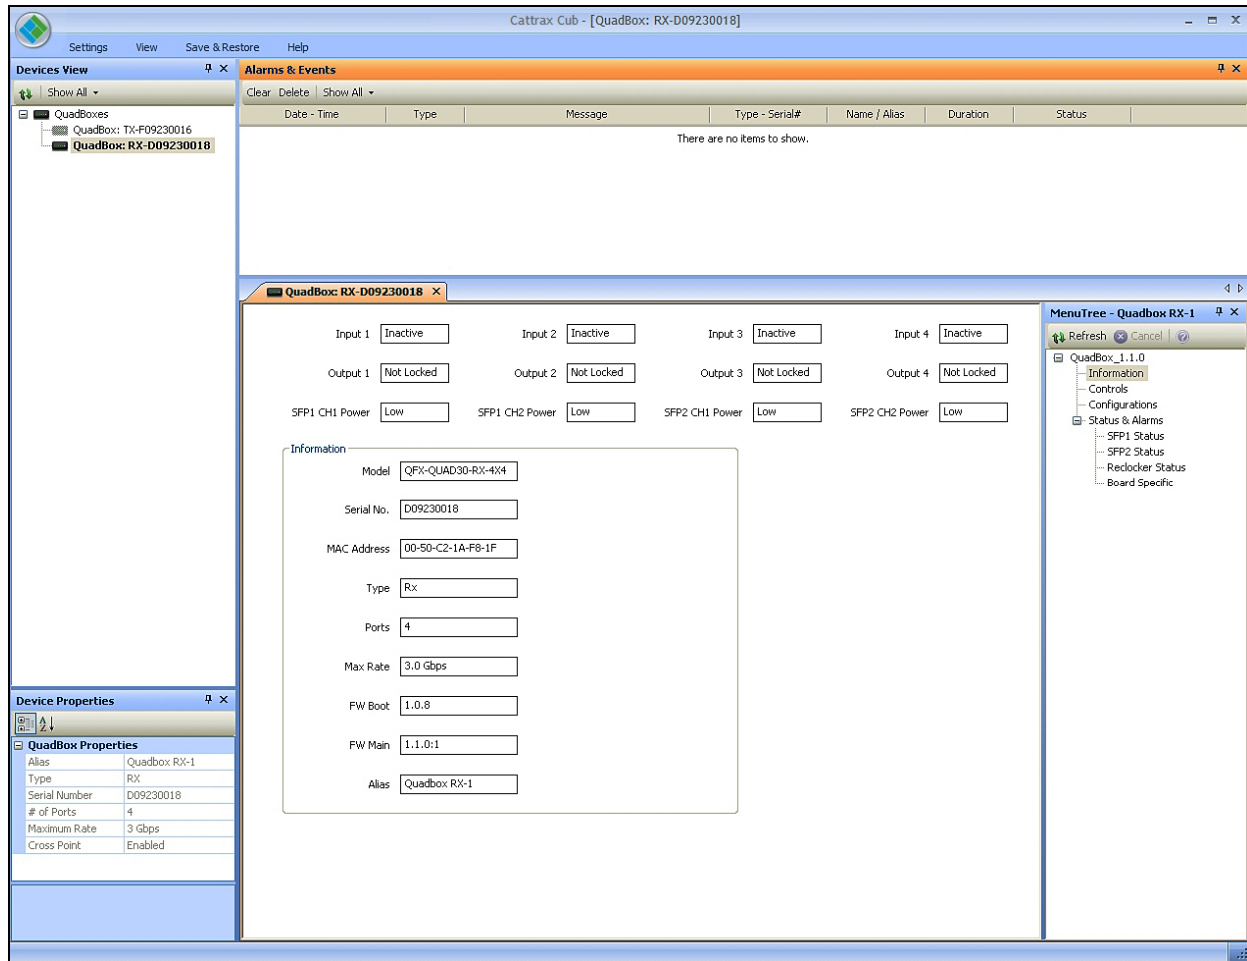 Cattrax Cub - [QuadBox: RX-D09230018]
Settings View Save & Restore Help
Devices View
Show All
QuadBoxes
QuadBox: TX-F09230016
QuadBox: RX-D09230018
Alarms & Events
Clear Delete Show All
Date - Time Type Message Type - Serial# Name / Alias Duration Status
There are no items to show.
QuadBox: RX-D09230018
Input 1 Inactive Input 2 Inactive Input 3 Inactive Input 4 Inactive
Output 1 Not Locked Output 2 Not Locked Output 3 Not Locked Output 4 Not Locked
SFP1 CH1 Power Low SFP1 CH2 Power Low SFP2 CH1 Power Low SFP2 CH2 Power Low
Information
Model QFX-QUAD30-RX-4X4
Serial No. D09230018
MAC Address 00-50-C2-1A-F8-1F
Type Rx
Ports 4
Max Rate 3.0 Gbps
FW Boot 1.0.8
FW Main 1.1.0:1
Alias Quadbox RX-1
MenuTree - Quadbox RX-1
Refresh Cancel
QuadBox_1.1.0
Information
Controls
Configurations
Status & Alarms
SFP1 Status
SFP2 Status
Reclocker Status
Board Specific
Device Properties
QuadBox Properties
Alias Quadbox RX-1
Type RX
Serial Number D09230018
# of Ports 4
Maximum Rate 3 Gbps
Cross Point Enabled